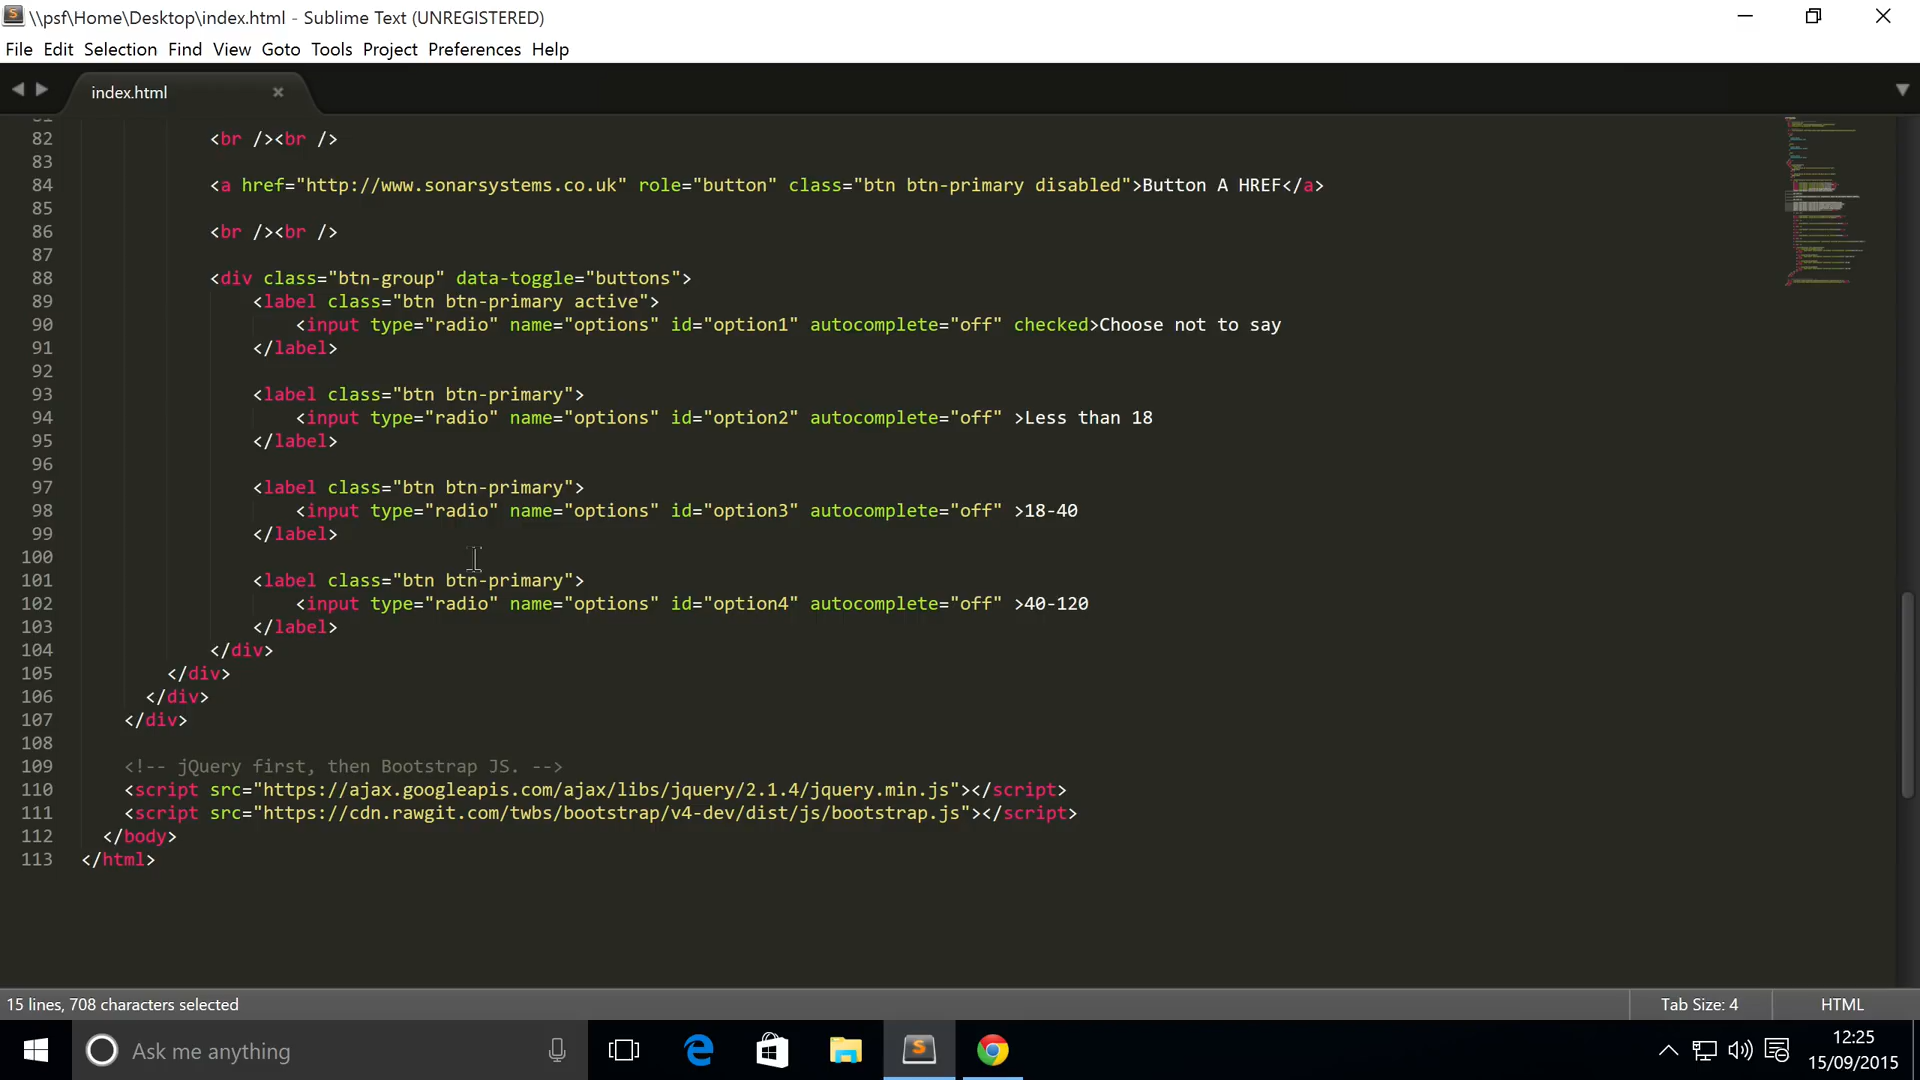 \\psf\Home\Desktop\index.html - Sublime Text (UNREGISTERED)
File Edit Selection Find View Goto Tools Project Preferences Help
index.html
82 <br /><br />
83
84 <a href="http://www.sonarsystems.co.uk" role="button" class="btn btn-primary disabled">Button A HREF</a>
85
86 <br /><br />
87
88 <div class="btn-group" data-toggle="buttons">
89 <label class="btn btn-primary active">
90 <input type="radio" name="options" id="option1" autocomplete="off" checked>Choose not to say
91 </label>
92
93 <label class="btn btn-primary">
94 <input type="radio" name="options" id="option2" autocomplete="off" >Less than 18
95 </label>
96
97 <label class="btn btn-primary">
98 <input type="radio" name="options" id="option3" autocomplete="off" >18-40
99 </label>
100
101 <label class="btn btn-primary">
102 <input type="radio" name="options" id="option4" autocomplete="off" >40-120
103 </label>
104 </div>
105 </div>
106 </div>
107 </div>
108
109 <!-- jQuery first, then Bootstrap JS. -->
110 <script src="https://ajax.googleapis.com/ajax/libs/jquery/2.1.4/jquery.min.js"></script>
111 <script src="https://cdn.rawgit.com/twbs/bootstrap/v4-dev/dist/js/bootstrap.js"></script>
112 </body>
113 </html>
15 lines, 708 characters selected
Tab Size: 4
HTML
Ask me anything
12:25
15/09/2015